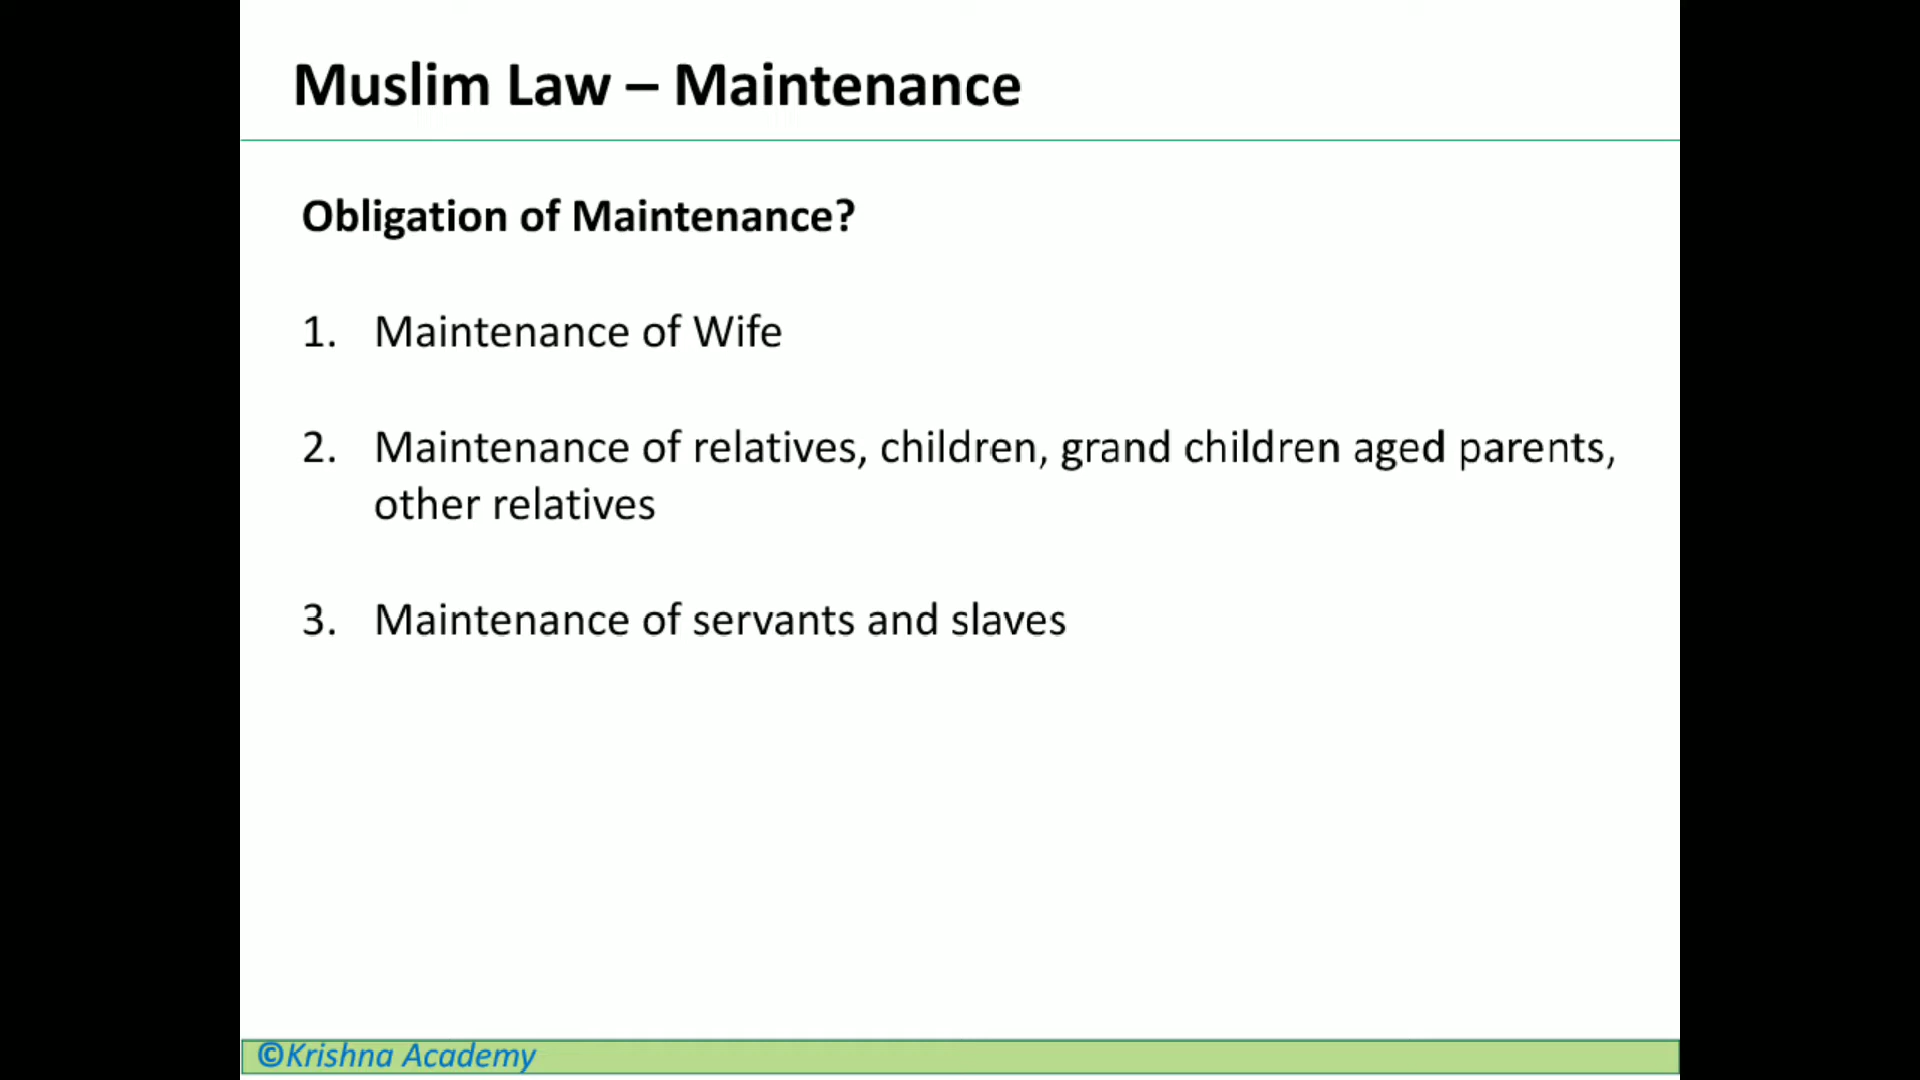 Muslim Law – Maintenance
Obligation of Maintenance?
1. Maintenance of Wife
2. Maintenance of relatives, children, grand children aged parents,
other relatives
3. Maintenance of servants and slaves
©Krishna Academy